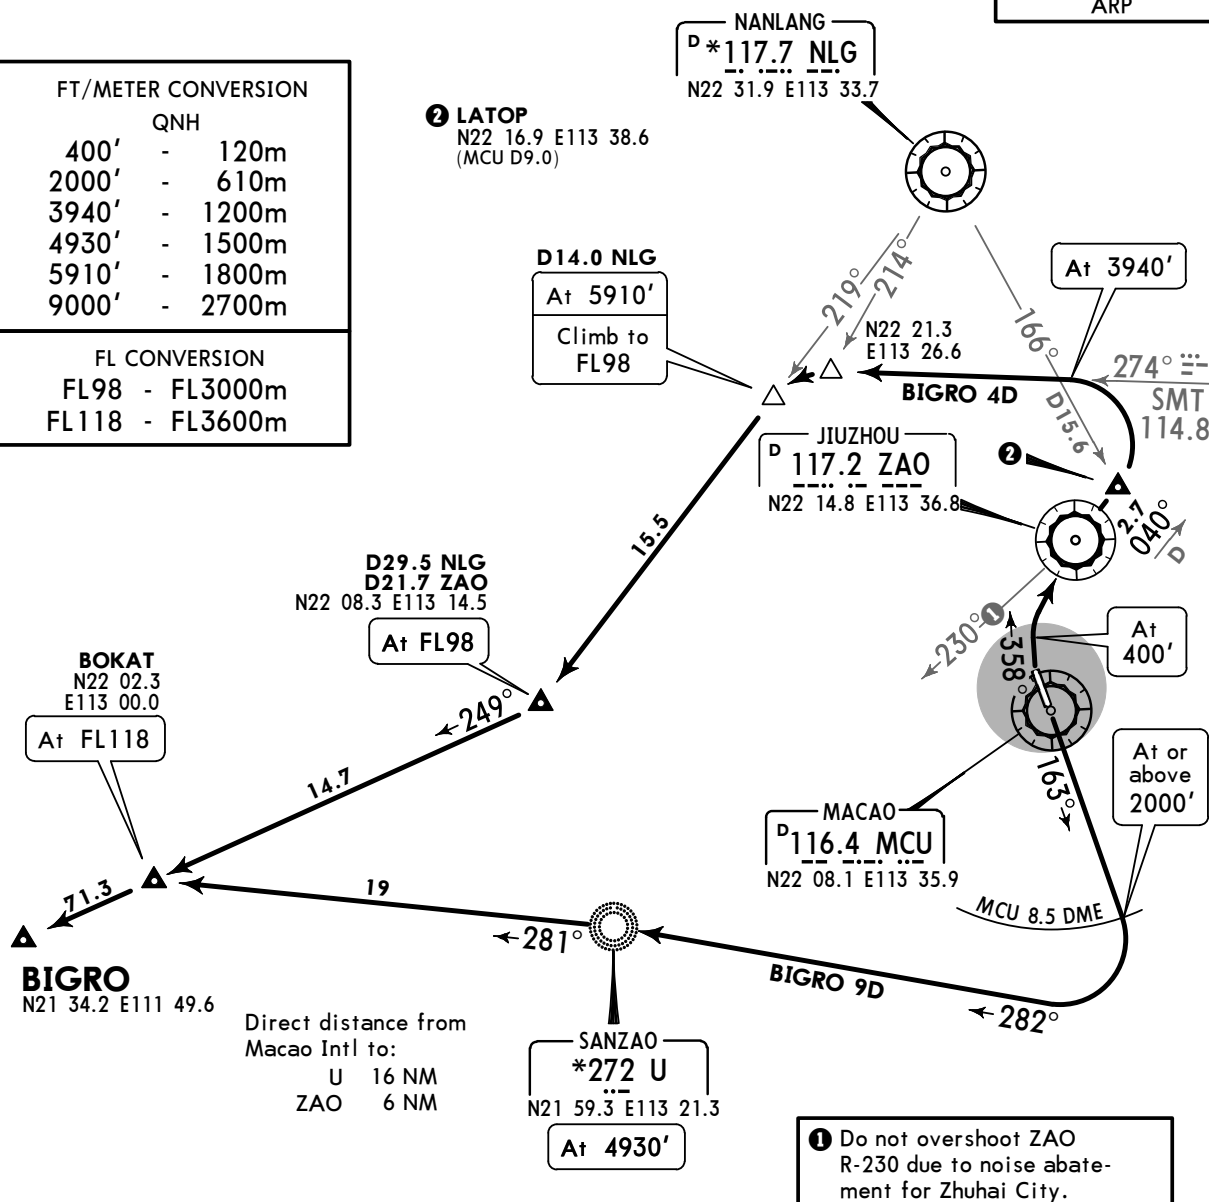 ARP
NANLANG
D *117.7 NLG
N22 31.9 E113 33.7
FT/METER CONVERSION
QNH
400' - 120m
2000' - 610m
3940' - 1200m
4930' - 1500m
5910' - 1800m
9000' - 2700m
FL CONVERSION
FL98 - FL3000m
FL118 - FL3600m
2 LATOP
N22 16.9 E113 38.6
(MCU D9.0)
D14.0 NLG
At 5910'
Climb to
FL98
219°
214°
166°
D15.6
At 3940'
N22 21.3
E113 26.6
BIGRO 4D
274°
SMT
114.8
JIUZHOU
D 117.2 ZAO
N22 14.8 E113 36.8
2
2.7
040°
D
15.5
D29.5 NLG
D21.7 ZAO
N22 08.3 E113 14.5
At FL98
230°
1
358°
At
400'
BOKAT
N22 02.3
E113 00.0
At FL118
249°
14.7
163°
At or
above
2000'
MACAO
D 116.4 MCU
N22 08.1 E113 35.9
MCU 8.5 DME
71.3
19
281°
BIGRO 9D
282°
BIGRO
N21 34.2 E111 49.6
Direct distance from
Macao Intl to:
U 16 NM
ZAO 6 NM
SANZAO
*272 U
N21 59.3 E113 21.3
At 4930'
1 Do not overshoot ZAO
R-230 due to noise abate-
ment for Zhuhai City.